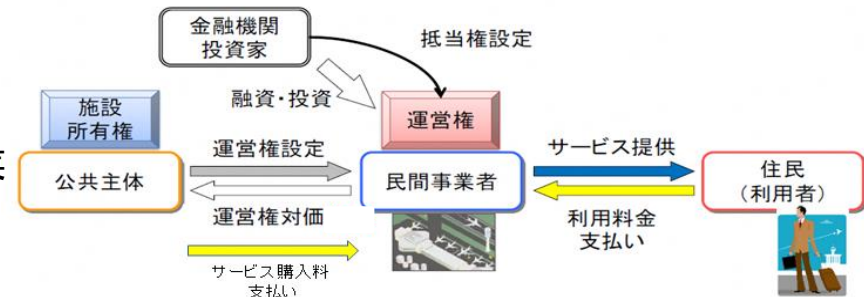 金融機関
投資家
抵当権設定
融資・投資
施設
所有権
運営権
公共主体
運営権設定
運営権対価
サービス購入料
支払い
民間事業者
サービス提供
利用料金
支払い
住民
(利用者)